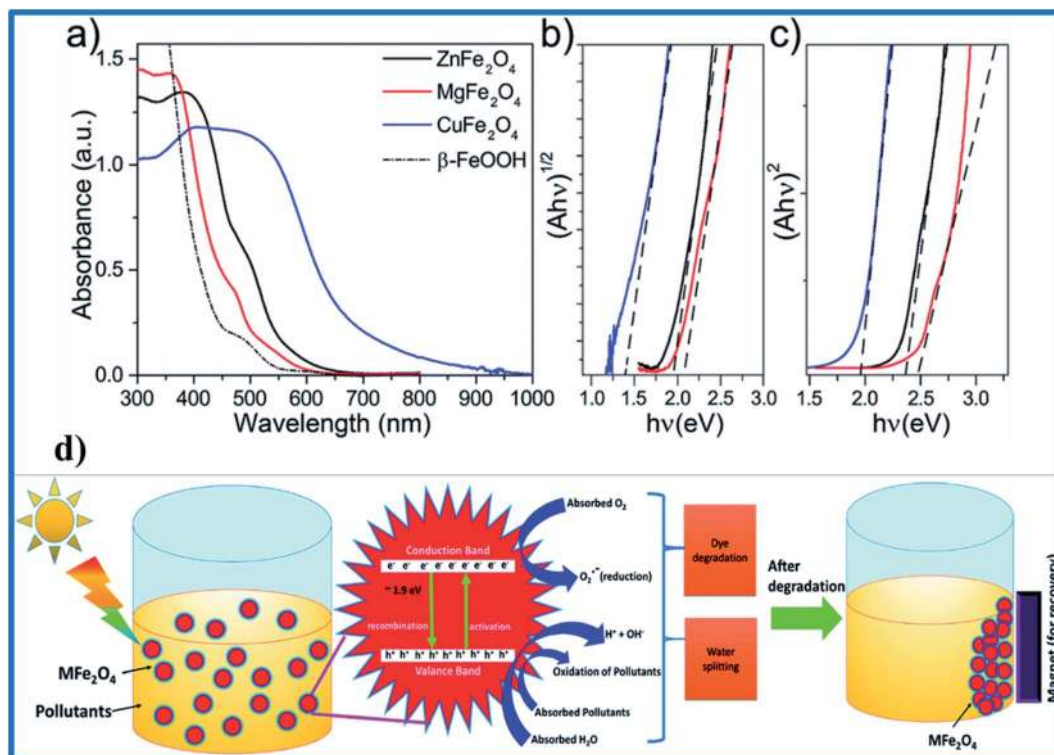 a)
1.5
1.0
0.5
0.0
Absorbance (a.u.)
300 400 500 600 700 800 900 1000
Wavelength (nm)
ZnFe₂O₄
MgFe₂O₄
CuFe₂O₄
β-FeOOH
b)
(Ahν)^1/2
1.0 1.5 2.0 2.5 3.0
hν(eV)
c)
(Ahν)²
1.5 2.0 2.5 3.0
hν(eV)
d)
MFe₂O₄
Pollutants
Conduction Band
e⁻ e⁻ e⁻ e⁻ e⁻ e⁻ e⁻ e⁻
~ 1.9 eV
recombination
activation
h⁺ h⁺ h⁺ h⁺ h⁺ h⁺ h⁺ h⁺
Valance Band
Absorbed O₂
O₂•⁻ (reduction)
H⁺ + OH⁻
Oxidation of Pollutants
Absorbed Pollutants
Absorbed H₂O
Dye
degradation
Water
splitting
After
degradation
MFe₂O₄
Magnet (for recovery)